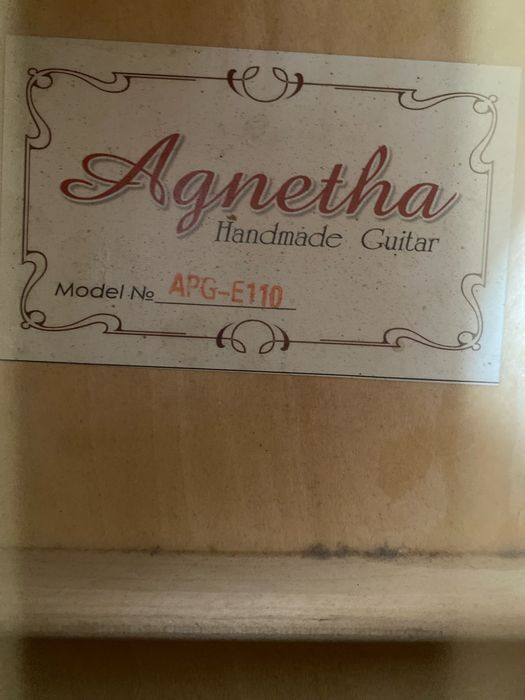 Agnetha
Handmade Guitar
Model № APG-E110